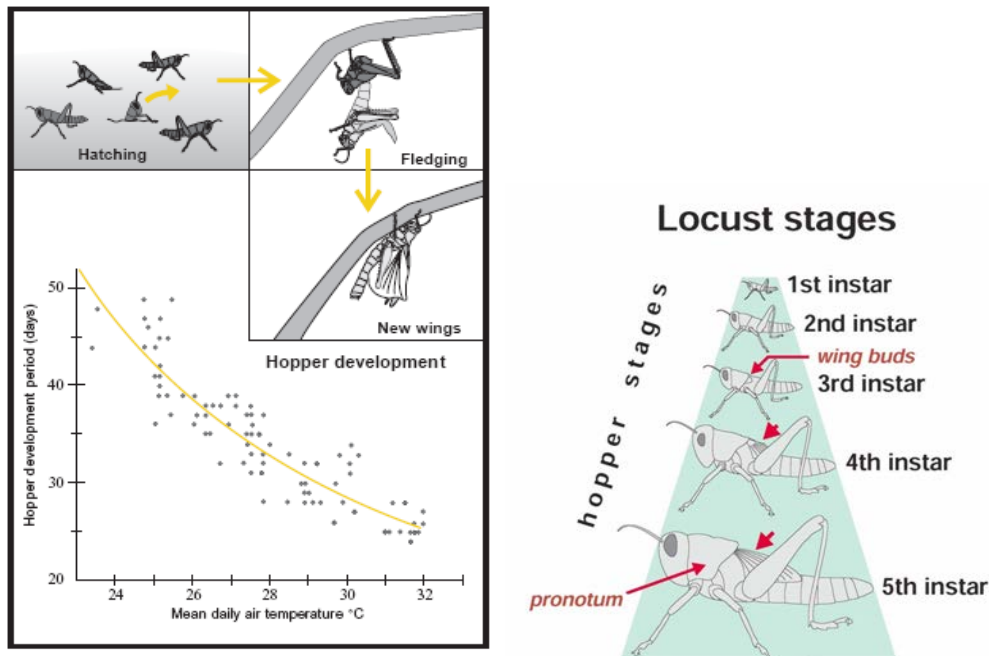 Hatching
Fledging
New wings
Hopper development
Hopper development period (days)
50
40
30
20
24
26
28
30
32
Mean daily air temperature °C
Locust stages
hopper stages
1st instar
2nd instar
wing buds
3rd instar
4th instar
5th instar
pronotum